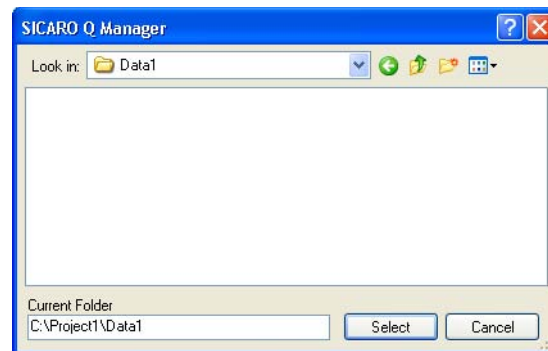 SICARO Q Manager
Look in: Data1
Current Folder
C:\Project1\Data1
Select Cancel